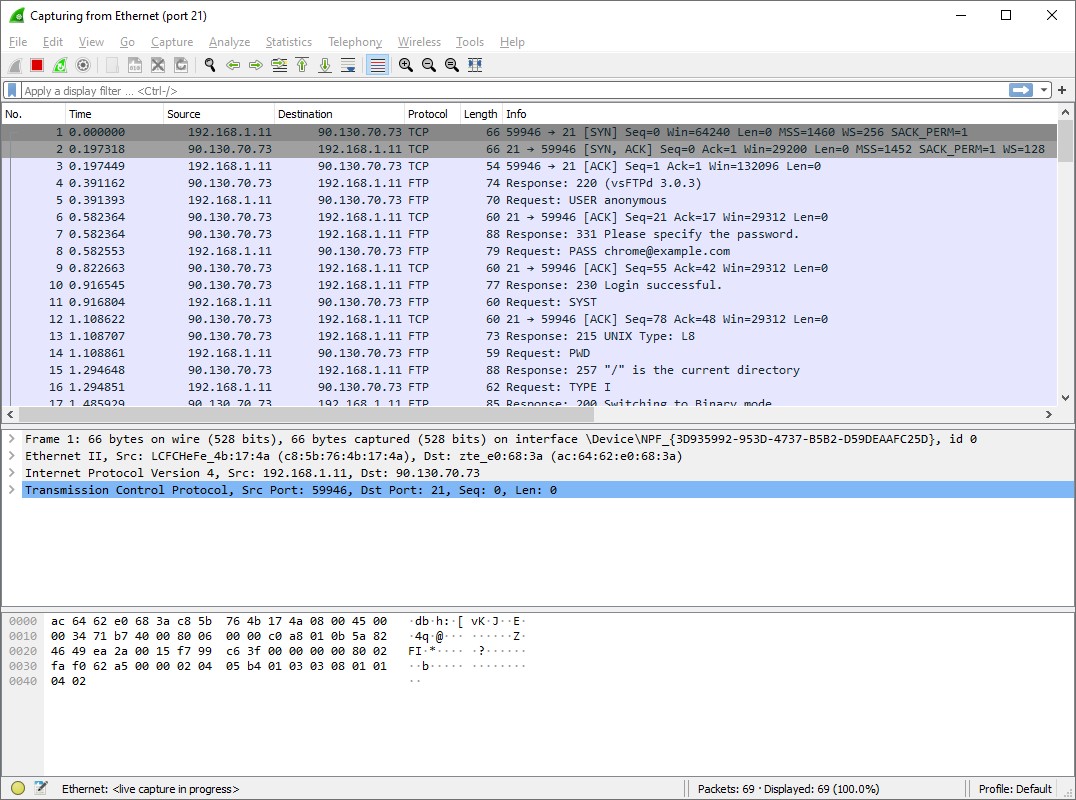 Capturing from Ethernet (port 21)
File Edit View Go Capture Analyze Statistics Telephony Wireless Tools Help
Apply a display filter ... <Ctrl-/>
No. Time Source Destination Protocol Length Info
1 0.000000 192.168.1.11 90.130.70.73 TCP 66 59946 → 21 [SYN] Seq=0 Win=64240 Len=0 MSS=1460 WS=256 SACK_PERM=1
2 0.197318 90.130.70.73 192.168.1.11 TCP 66 21 → 59946 [SYN, ACK] Seq=0 Ack=1 Win=29200 Len=0 MSS=1452 SACK_PERM=1 WS=128
3 0.197449 192.168.1.11 90.130.70.73 TCP 54 59946 → 21 [ACK] Seq=1 Ack=1 Win=132096 Len=0
4 0.391162 90.130.70.73 192.168.1.11 FTP 74 Response: 220 (vsFTPd 3.0.3)
5 0.391393 192.168.1.11 90.130.70.73 FTP 70 Request: USER anonymous
6 0.582364 90.130.70.73 192.168.1.11 TCP 60 21 → 59946 [ACK] Seq=21 Ack=17 Win=29312 Len=0
7 0.582364 90.130.70.73 192.168.1.11 FTP 88 Response: 331 Please specify the password.
8 0.582553 192.168.1.11 90.130.70.73 FTP 79 Request: PASS chrome@example.com
9 0.822663 90.130.70.73 192.168.1.11 TCP 60 21 → 59946 [ACK] Seq=55 Ack=42 Win=29312 Len=0
10 0.916545 90.130.70.73 192.168.1.11 FTP 77 Response: 230 Login successful.
11 0.916804 192.168.1.11 90.130.70.73 FTP 60 Request: SYST
12 1.108622 90.130.70.73 192.168.1.11 TCP 60 21 → 59946 [ACK] Seq=78 Ack=48 Win=29312 Len=0
13 1.108707 90.130.70.73 192.168.1.11 FTP 73 Response: 215 UNIX Type: L8
14 1.108861 192.168.1.11 90.130.70.73 FTP 59 Request: PWD
15 1.294648 90.130.70.73 192.168.1.11 FTP 88 Response: 257 "/" is the current directory
16 1.294851 192.168.1.11 90.130.70.73 FTP 62 Request: TYPE I
17 1.485929 90.130.70.73 192.168.1.11 FTP 85 Response: 200 Switching to Binary mode
Frame 1: 66 bytes on wire (528 bits), 66 bytes captured (528 bits) on interface \Device\NPF_{3D935992-953D-4737-B5B2-D59DEAAFC25D}, id 0
Ethernet II, Src: LCFCHeFe_4b:17:4a (c8:5b:76:4b:17:4a), Dst: zte_e0:68:3a (ac:64:62:e0:68:3a)
Internet Protocol Version 4, Src: 192.168.1.11, Dst: 90.130.70.73
Transmission Control Protocol, Src Port: 59946, Dst Port: 21, Seq: 0, Len: 0
0000 ac 64 62 e0 68 3a c8 5b 76 4b 17 4a 08 00 45 00 ·db·h:·[ vK·J··E·
0010 00 34 71 b7 40 00 80 06 00 00 c0 a8 01 0b 5a 82 ·4q·@··· ······Z·
0020 46 49 ea 2a 00 15 f7 99 c6 3f 00 00 00 00 80 02 FI·*···· ·?······
0030 fa f0 62 a5 00 00 02 04 05 b4 01 03 03 08 01 01 ··b····· ········
0040 04 02 ··
Ethernet: <live capture in progress> Packets: 69 · Displayed: 69 (100.0%) Profile: Default